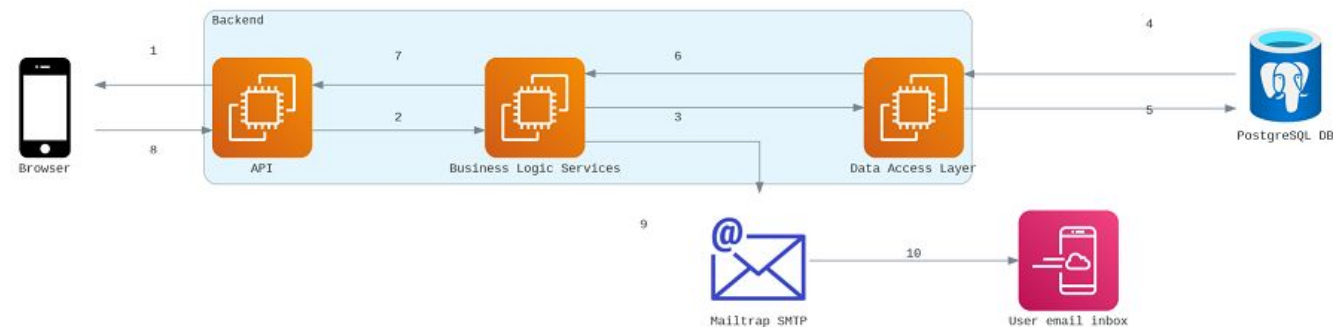 Backend
1
7
6
4
2
3
5
8
Browser
API
Business Logic Services
Data Access Layer
PostgreSQL DB
9
@
10
Mailtrap SMTP
User email inbox